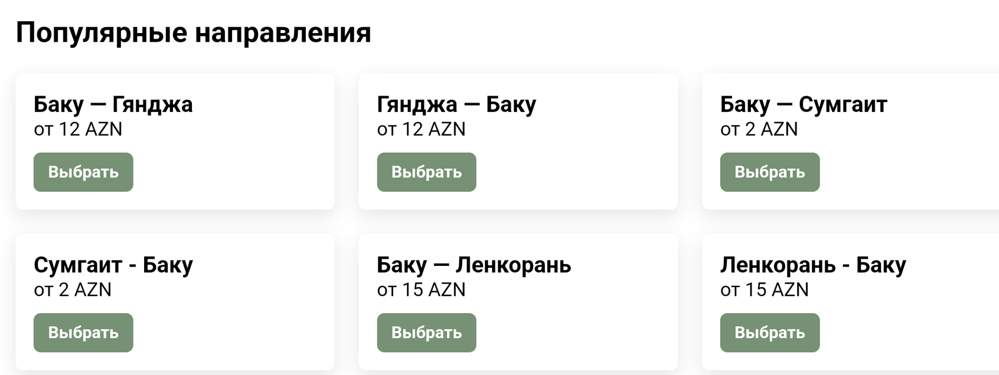 Популярные направления
Баку — Гянджа
от 12 AZN
Выбрать
Гянджа — Баку
от 12 AZN
Выбрать
Баку — Сумгаит
от 2 AZN
Выбрать
Сумгаит - Баку
от 2 AZN
Выбрать
Баку — Ленкорань
от 15 AZN
Выбрать
Ленкорань - Баку
от 15 AZN
Выбрать